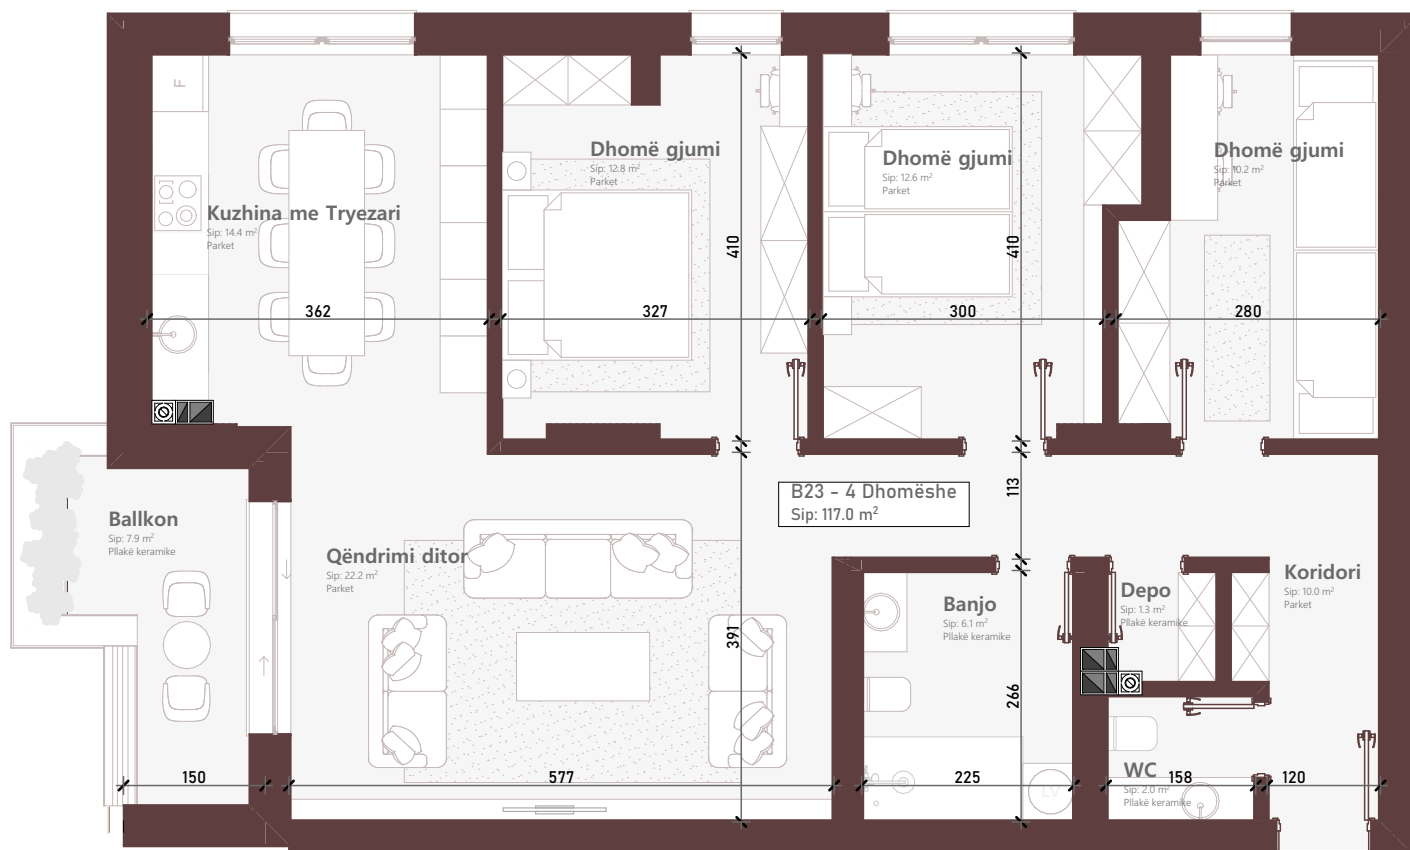 F
Dhomë gjumi
Sip: 12.8 m²
Parket
Dhomë gjumi
Sip: 12.6 m²
Parket
Dhomë gjumi
Sip: 10.2 m²
Parket
Kuzhina me Tryezari
Sip: 14.4 m²
Parket
410
410
362
327
300
280
B23 - 4 Dhomëshe
Sip: 117.0 m²
113
Ballkon
Sip: 7.9 m²
Pllakë keramike
Qëndrimi ditor
Sip: 22.2 m²
Parket
Banjo
Sip: 6.1 m²
Pllakë keramike
Depo
Sip: 1.3 m²
Pllakë keramike
Koridori
Sip: 10.0 m²
Parket
391
266
WC
Sip: 2.0 m²
Pllakë keramike
150
577
225
158
120
LV